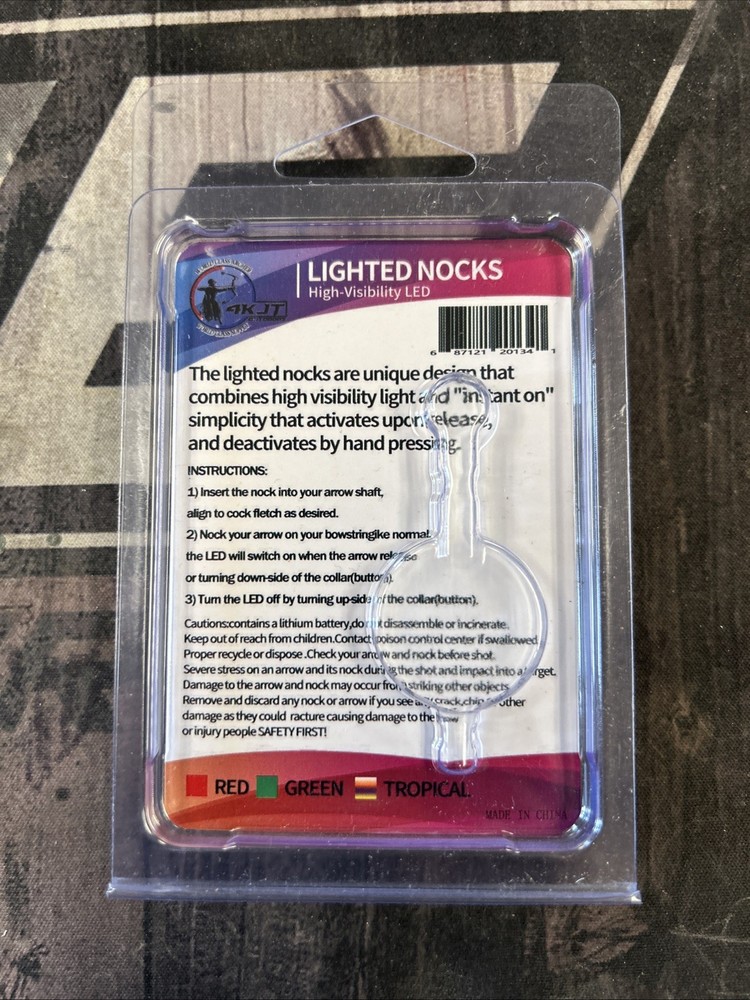 LIGHTED NOCKS
High-Visibility LED
4KJT
6 87121 20134 1
The lighted nocks are unique design that
combines high visibility light and "instant on"
simplicity that activates upon release,
and deactivates by hand pressing.
INSTRUCTIONS:
1) Insert the nock into your arrow shaft,
align to cock fletch as desired.
2) Nock your arrow on your bowstringlke normal.
the LED will switch on when the arrow release
or turning down-side of the collar(button).
3) Turn the LED off by turning up-side of the collar(button).
Cautions:contains a lithium battery,do not disassemble or incinerate.
Keep out of reach from children.Contact poison control center if swallowed.
Proper recycle or dispose .Check your arrow and nock before shot.
Severe stress on an arrow and its nock during the shot and impact into a target.
Damage to the arrow and nock may occur from striking other objects.
Remove and discard any nock or arrow if you see any crack,chip or other
damage as they could racture causing damage to the bow
or injury people SAFETY FIRST!
RED GREEN TROPICAL
MADE IN CHINA